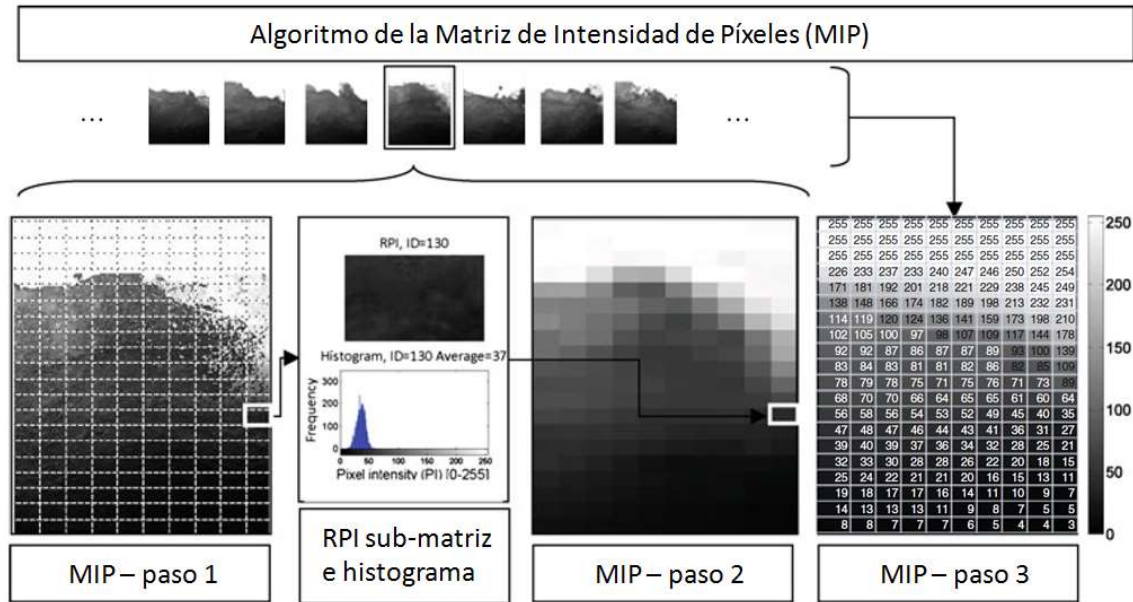 Algoritmo de la Matriz de Intensidad de Píxeles (MIP)
...
...
RPI, ID=130
Histogram, ID=130 Average=37
Frequency
300
200
100
0
0 50 100 150 200 250
Pixel intensity (PI) [0-255]
255 255 255 255 255 255 255 255 255 255
255 255 255 255 255 255 255 255 255 255
255 255 255 255 255 255 255 255 255 255
226 233 237 233 240 247 246 250 252 254
171 181 192 201 218 221 229 238 245 249
138 148 166 174 182 189 198 213 232 231
114 119 120 124 136 141 159 173 198 210
102 105 100 97 98 107 109 117 144 178
92 92 87 86 87 87 89 93 100 139
83 84 83 81 81 82 86 82 85 109
78 79 78 75 71 75 76 71 73 89
68 70 70 66 64 65 65 61 60 64
56 58 56 54 53 52 49 45 40 35
47 48 47 46 44 43 41 36 31 27
39 40 39 37 36 34 32 28 25 21
32 33 30 28 28 26 22 20 18 15
25 24 22 21 21 20 16 15 13 11
19 18 17 17 16 14 11 10 9 7
14 13 13 13 11 9 8 7 5 5
8 8 7 7 7 6 5 4 4 3
250
200
150
100
50
0
MIP – paso 1
RPI sub-matriz
e histograma
MIP – paso 2
MIP – paso 3